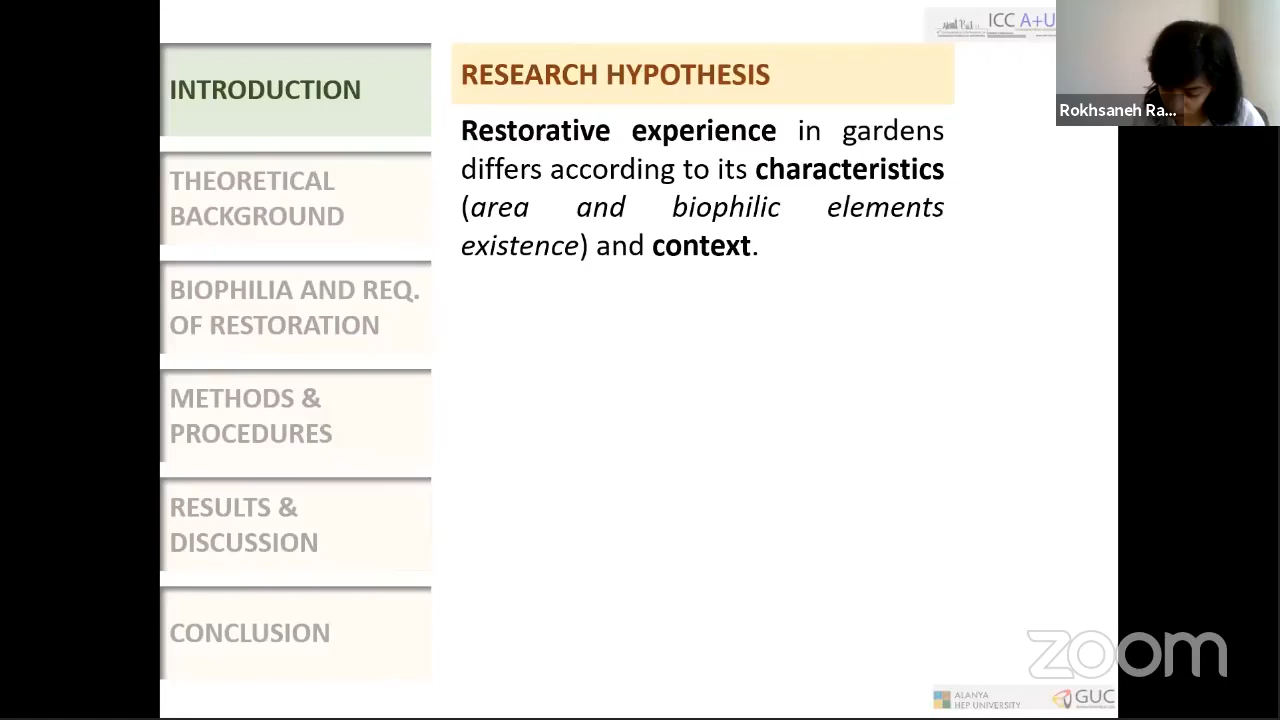 ICC A+U
Rokhsaneh Ra...
INTRODUCTION
THEORETICAL
BACKGROUND
BIOPHILIA AND REQ.
OF RESTORATION
METHODS &
PROCEDURES
RESULTS &
DISCUSSION
CONCLUSION
RESEARCH HYPOTHESIS
Restorative experience in gardens
differs according to its characteristics
(area and biophilic elements
existence) and context.
zoom
ALANYA
HEP UNIVERSITY
GUC